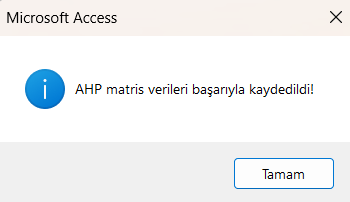 Microsoft Access
AHP matris verileri başarıyla kaydedildi!
Tamam